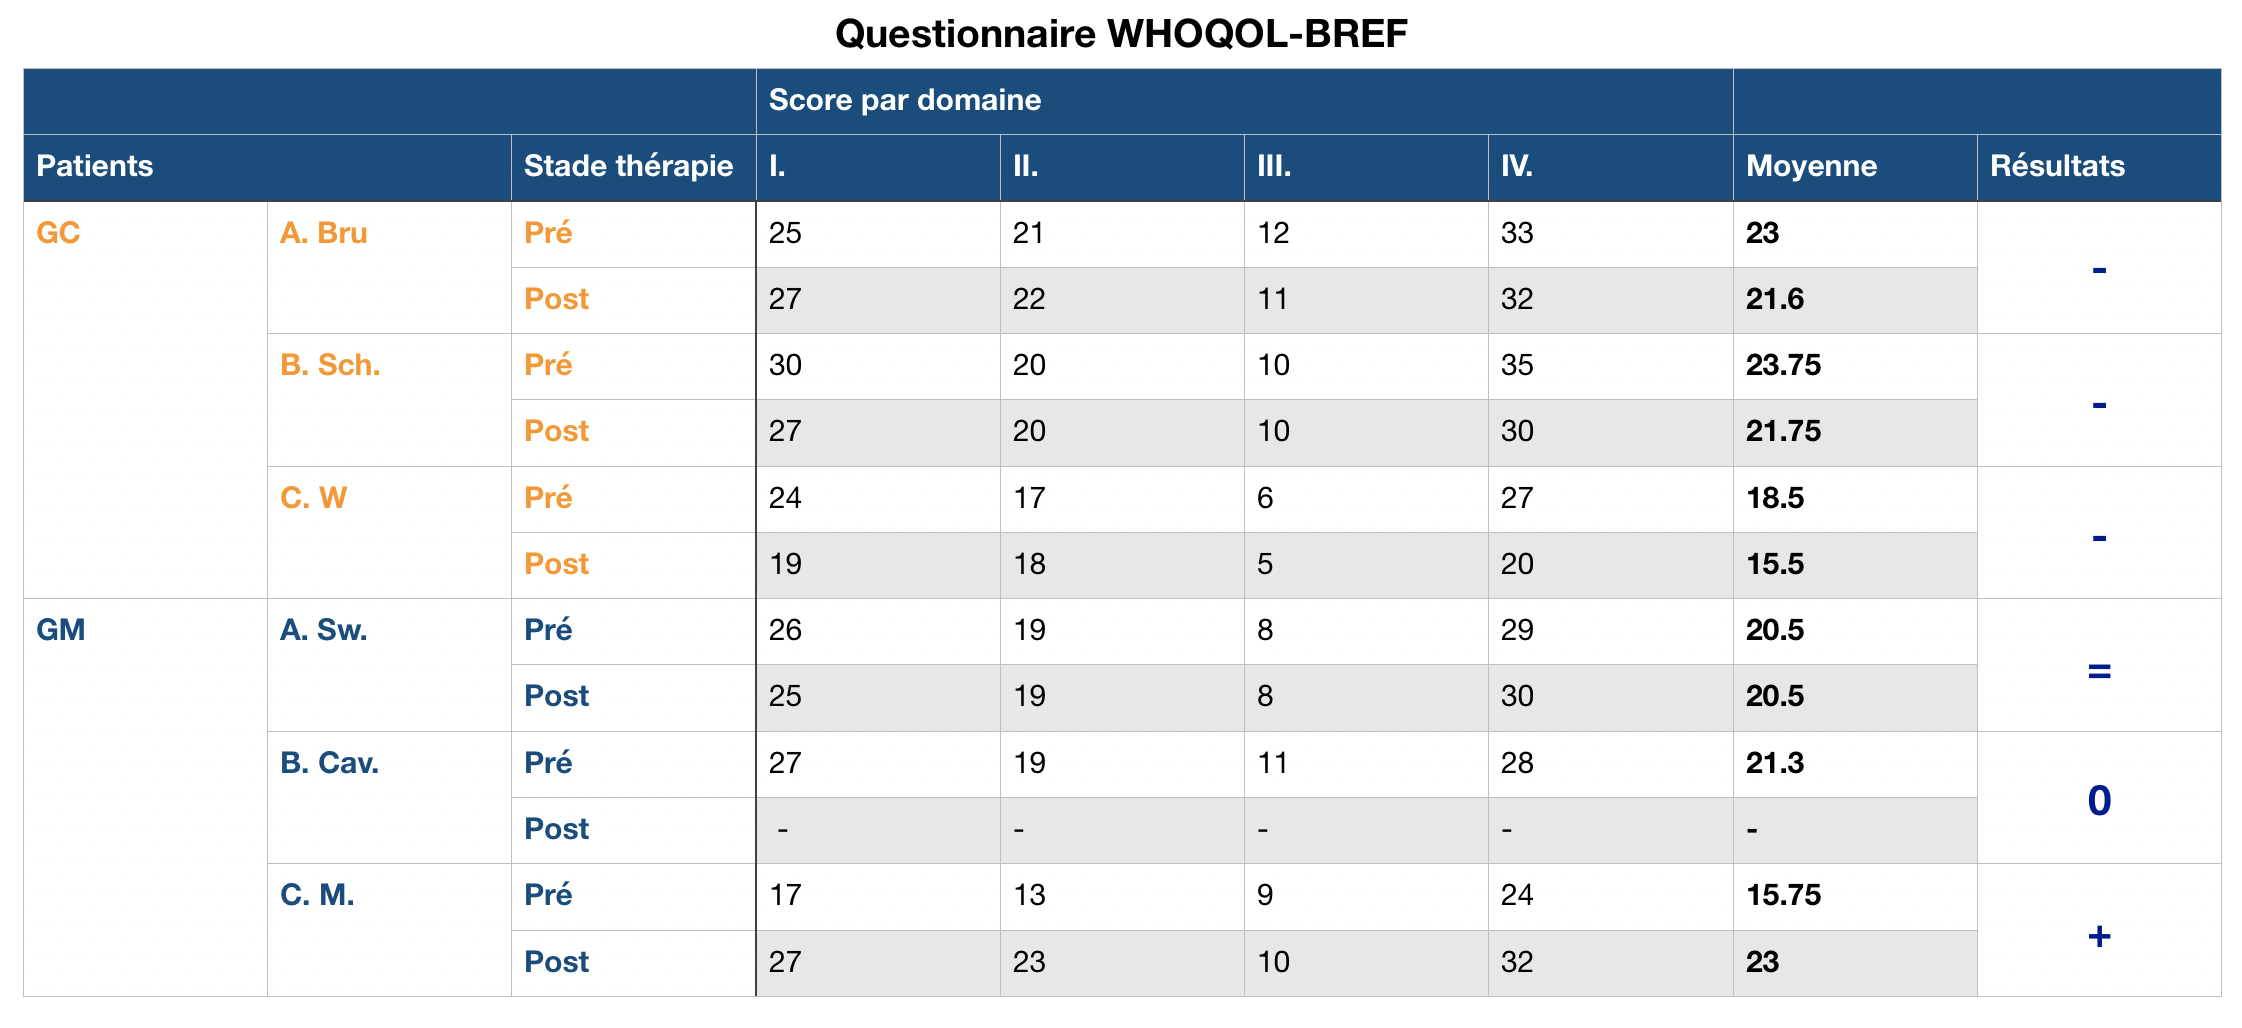 Questionnaire WHOQOL-BREF
Score par domaine
Patients Stade thérapie I. II. III. IV. Moyenne Résultats
GC A. Bru Pré 25 21 12 33 23
-
Post 27 22 11 32 21.6
B. Sch. Pré 30 20 10 35 23.75
-
Post 27 20 10 30 21.75
C. W Pré 24 17 6 27 18.5
-
Post 19 18 5 20 15.5
GM A. Sw. Pré 26 19 8 29 20.5
=
Post 25 19 8 30 20.5
B. Cav. Pré 27 19 11 28 21.3
0
Post - - - - -
C. M. Pré 17 13 9 24 15.75
+
Post 27 23 10 32 23